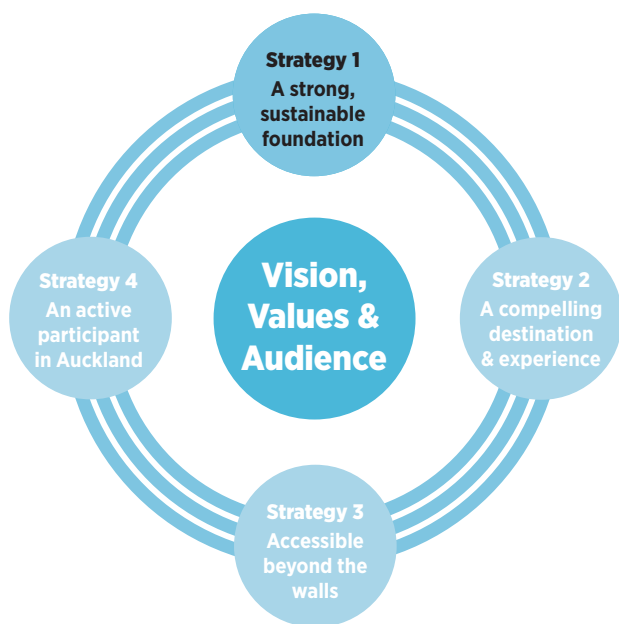 Strategy 1
A strong,
sustainable
foundation
Strategy 4
An active
participant
in Auckland
Vision,
Values &
Audience
Strategy 2
A compelling
destination
& experience
Strategy 3
Accessible
beyond the
walls